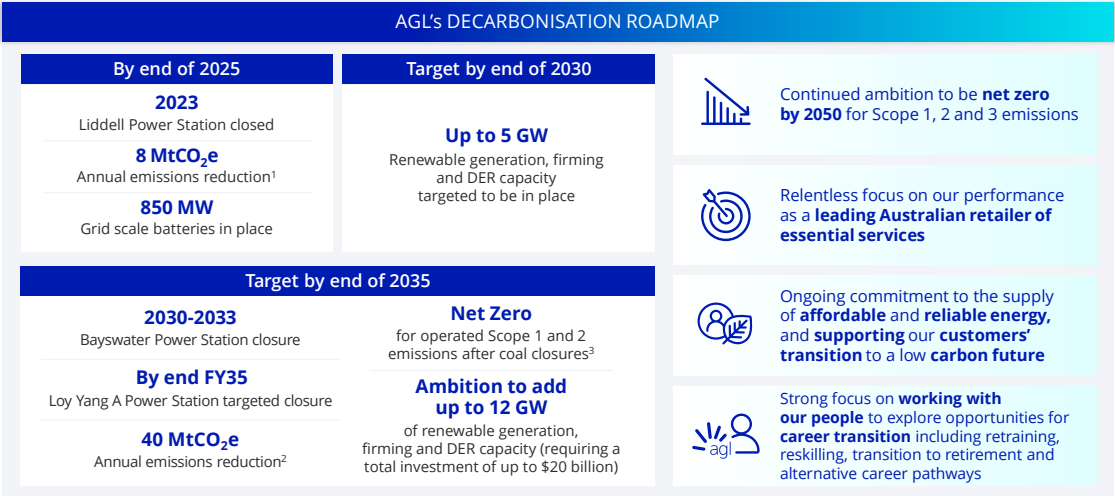 AGL’s DECARBONISATION ROADMAP
By end of 2025
2023
Liddell Power Station closed
8 MtCO₂e
Annual emissions reduction¹
850 MW
Grid scale batteries in place
Target by end of 2030
Up to 5 GW
Renewable generation, firming
and DER capacity
targeted to be in place
Target by end of 2035
2030-2033
Bayswater Power Station closure
By end FY35
Loy Yang A Power Station targeted closure
40 MtCO₂e
Annual emissions reduction²
Net Zero
for operated Scope 1 and 2
emissions after coal closures³
Ambition to add
up to 12 GW
of renewable generation,
firming and DER capacity (requiring a
total investment of up to $20 billion)
Continued ambition to be net zero
by 2050 for Scope 1, 2 and 3 emissions
Relentless focus on our performance
as a leading Australian retailer of
essential services
Ongoing commitment to the supply
of affordable and reliable energy,
and supporting our customers’
transition to a low carbon future
agl
Strong focus on working with
our people to explore opportunities for
career transition including retraining,
reskilling, transition to retirement and
alternative career pathways